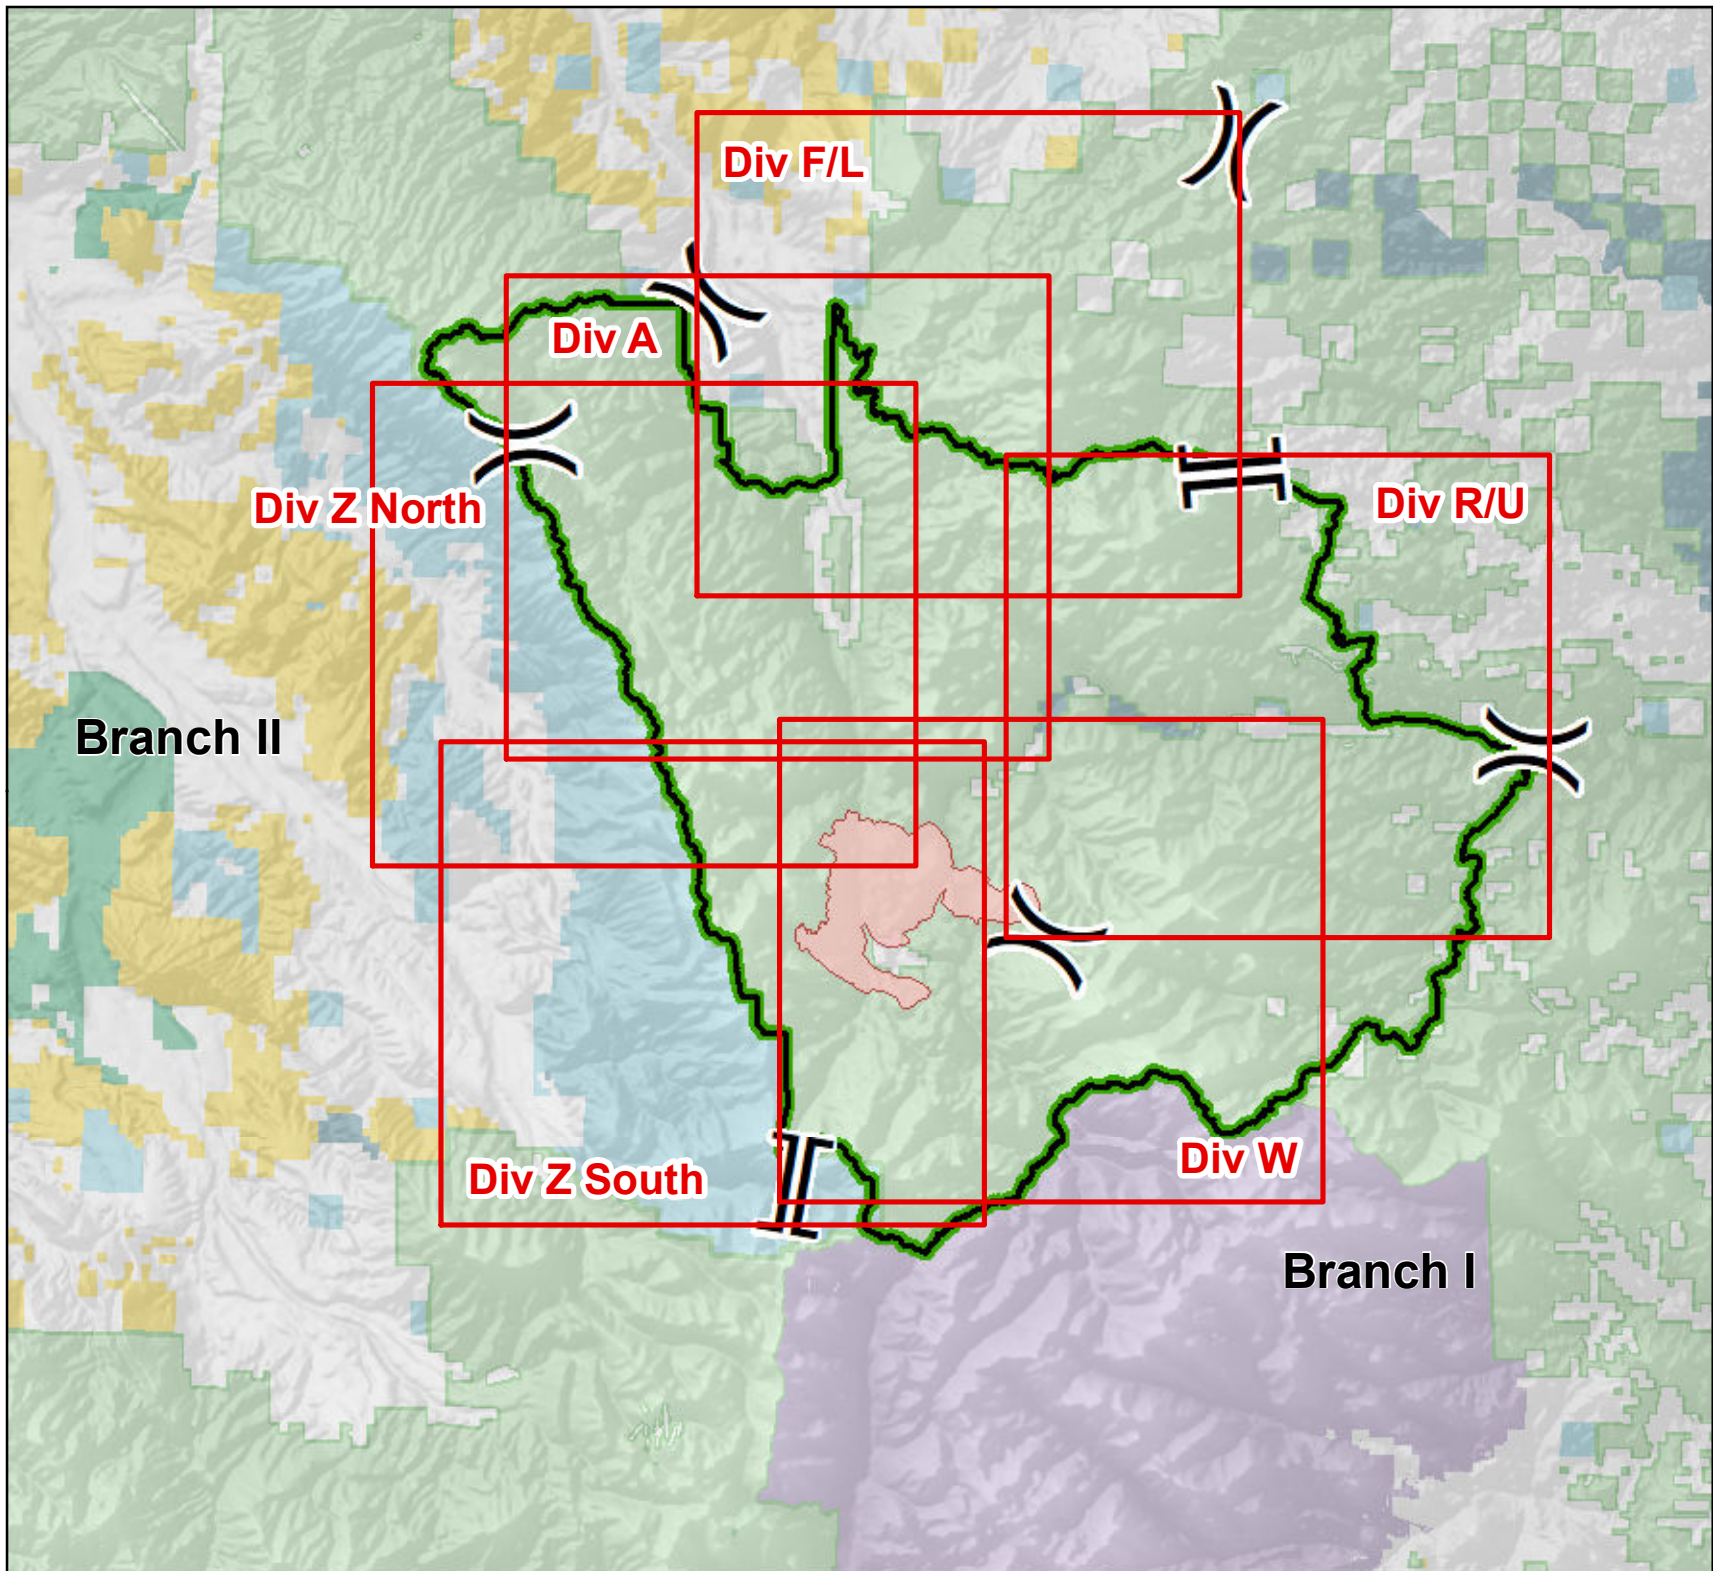 Div F/L
Div A
Div Z North
Div R/U
Branch II
Div W
Div Z South
Branch I